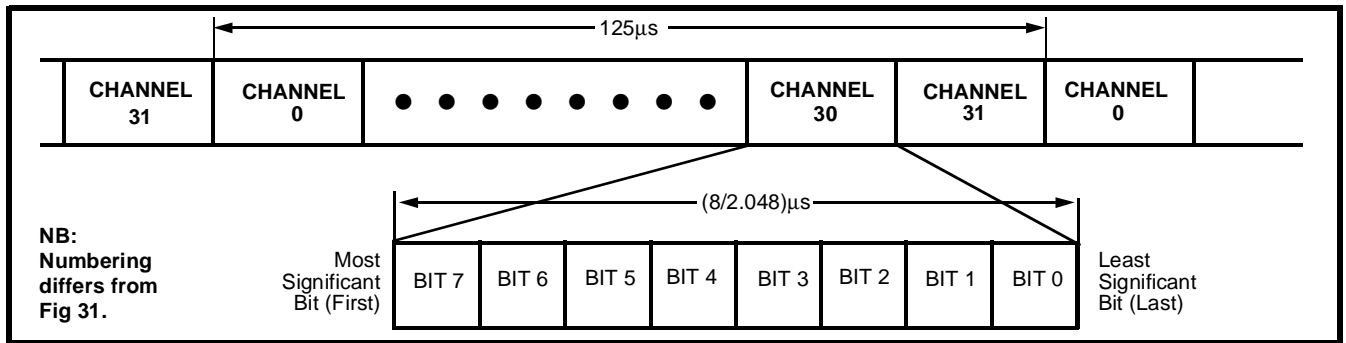 125µs
CHANNEL 31
CHANNEL 0
CHANNEL 30
CHANNEL 31
CHANNEL 0
(8/2.048)µs
NB:
Numbering
differs from
Fig 31.
Most
Significant
Bit (First)
BIT 7 BIT 6 BIT 5 BIT 4 BIT 3 BIT 2 BIT 1 BIT 0
Least
Significant
Bit (Last)